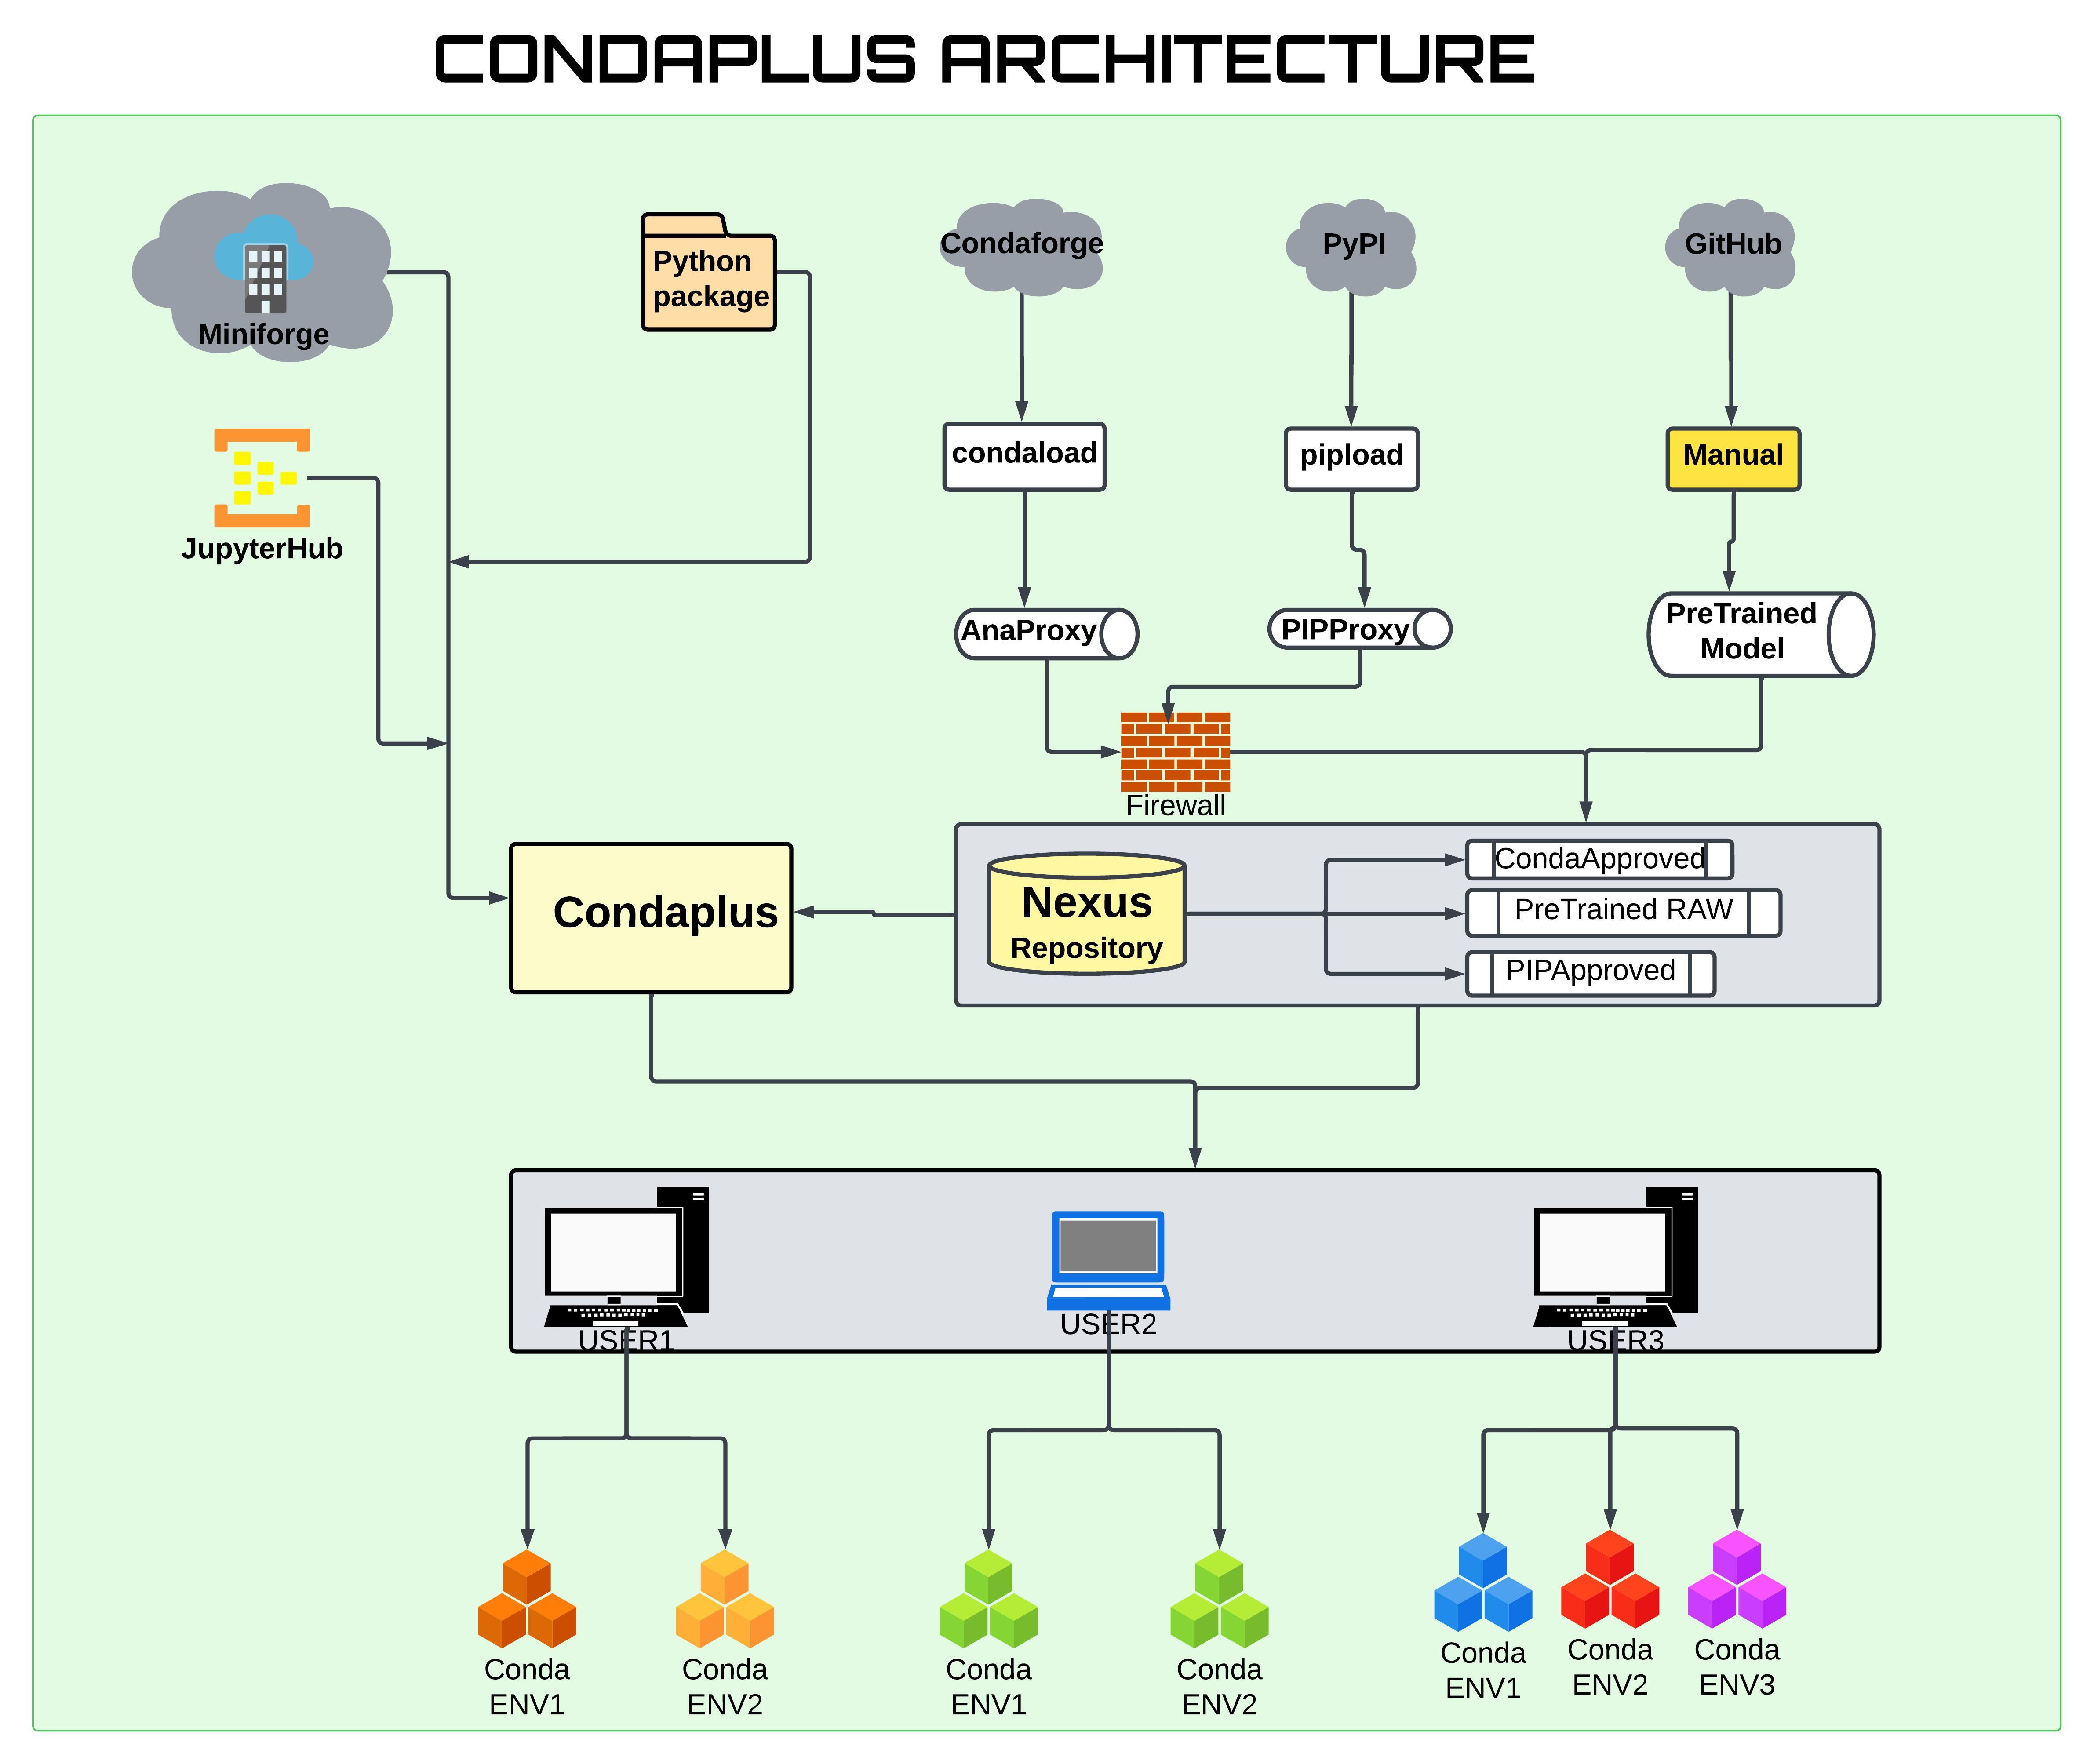 CONDAPLUS ARCHITECTURE
Miniforge
Python
package
Condaforge
PyPI
GitHub
JupyterHub
condaload
pipload
Manual
AnaProxy
PIPProxy
PreTrained
Model
Firewall
Condaplus
Nexus
Repository
CondaApproved
PreTrained RAW
PIPApproved
USER1
USER2
USER3
Conda
ENV1
Conda
ENV2
Conda
ENV1
Conda
ENV2
Conda
ENV1
Conda
ENV2
Conda
ENV3